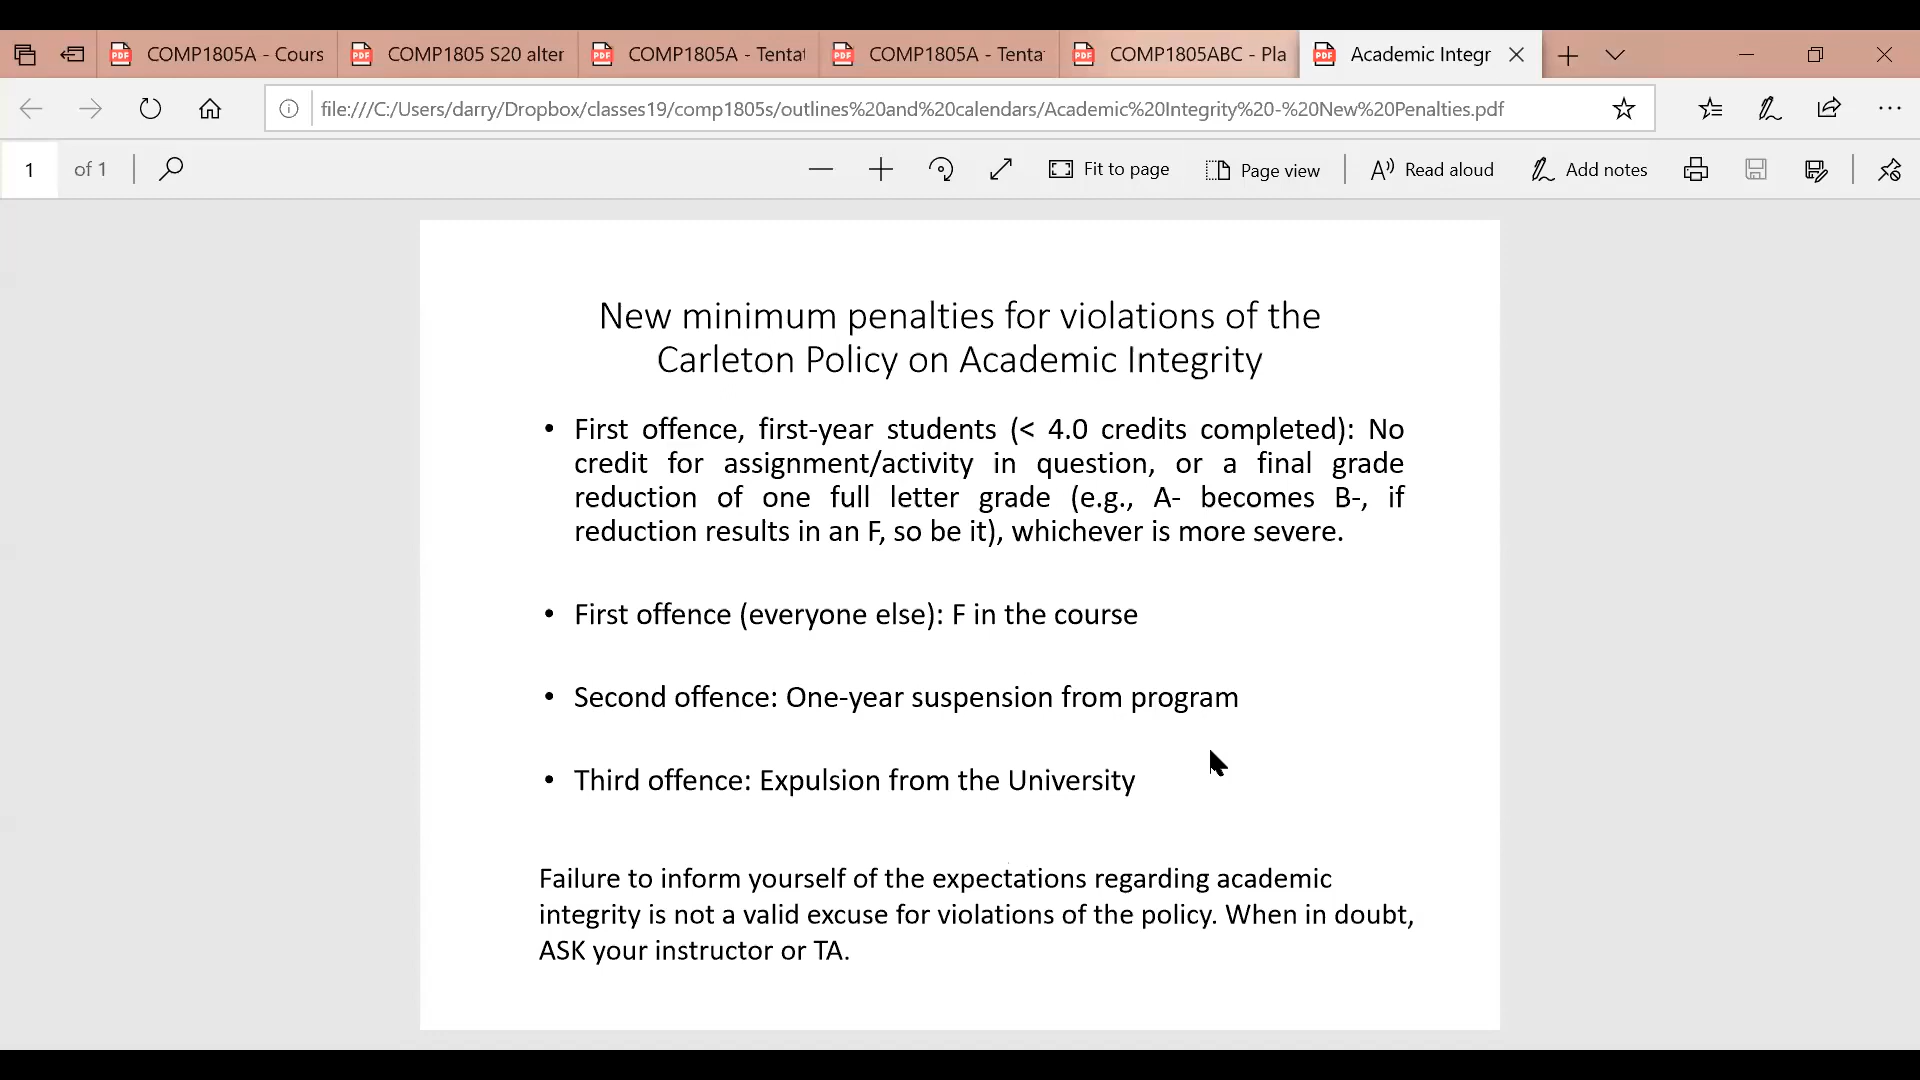 COMP1805A - Cours
COMP1805 S20 alter
COMP1805A - Tentat
COMP1805A - Tenta
COMP1805ABC - Pla
Academic Integr
file:///C:/Users/darry/Dropbox/classes19/comp1805s/outlines%20and%20calendars/Academic%20Integrity%20-%20New%20Penalties.pdf
1 of 1
Fit to page
Page view
Read aloud
Add notes
New minimum penalties for violations of the
Carleton Policy on Academic Integrity
• First offence, first-year students (< 4.0 credits completed): No
credit for assignment/activity in question, or a final grade
reduction of one full letter grade (e.g., A- becomes B-, if
reduction results in an F, so be it), whichever is more severe.
• First offence (everyone else): F in the course
• Second offence: One-year suspension from program
• Third offence: Expulsion from the University
Failure to inform yourself of the expectations regarding academic
integrity is not a valid excuse for violations of the policy. When in doubt,
ASK your instructor or TA.